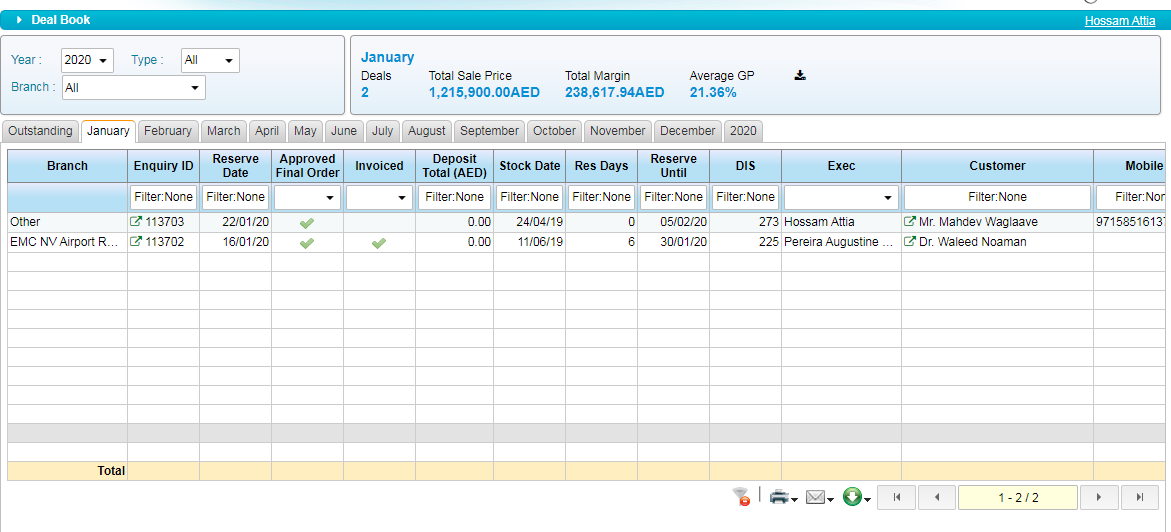 Deal Book Hossam Attia
Year : 2020 Type : All
Branch : All
January
Deals Total Sale Price Total Margin Average GP
2 1,215,900.00AED 238,617.94AED 21.36%
Outstanding January February March April May June July August September October November December 2020
Branch Enquiry ID Reserve Date Approved Final Order Invoiced Deposit Total (AED) Stock Date Res Days Reserve Until DIS Exec Customer Mobile
Filter:None Filter:None Filter:None Filter:None Filter:None Filter:None Filter:None Filter:None Filter:Non
Other 113703 22/01/20 0.00 24/04/19 0 05/02/20 273 Hossam Attia Mr. Mahdev Waglaave 9715851613
EMC NV Airport R... 113702 16/01/20 0.00 11/06/19 6 30/01/20 225 Pereira Augustine ... Dr. Waleed Noaman
Total
1 - 2 / 2